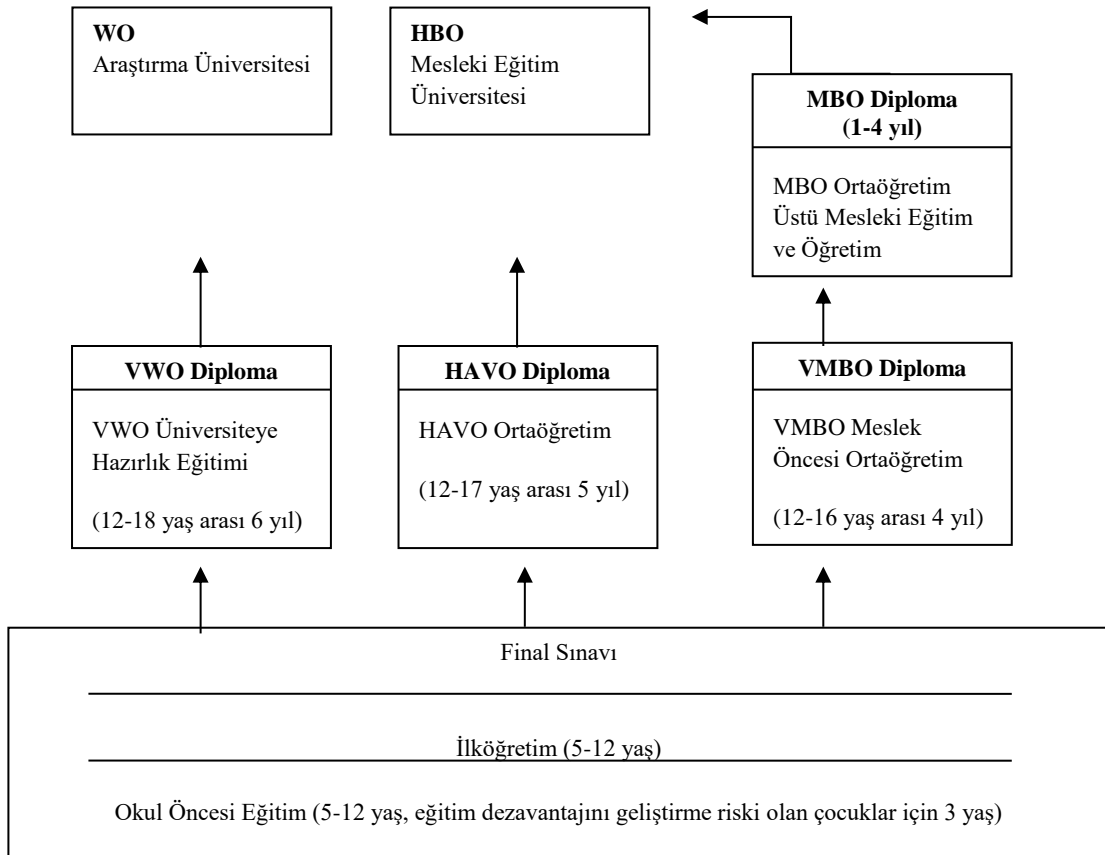 WO
Araştırma Üniversitesi
HBO
Mesleki Eğitim
Üniversitesi
MBO Diploma
(1-4 yıl)
MBO Ortaöğretim
Üstü Mesleki Eğitim
ve Öğretim
VWO Diploma
VWO Üniversiteye
Hazırlık Eğitimi
(12-18 yaş arası 6 yıl)
HAVO Diploma
HAVO Ortaöğretim
(12-17 yaş arası 5 yıl)
VMBO Diploma
VMBO Meslek
Öncesi Ortaöğretim
(12-16 yaş arası 4 yıl)
Final Sınavı
İlköğretim (5-12 yaş)
Okul Öncesi Eğitim (5-12 yaş, eğitim dezavantajını geliştirme riski olan çocuklar için 3 yaş)